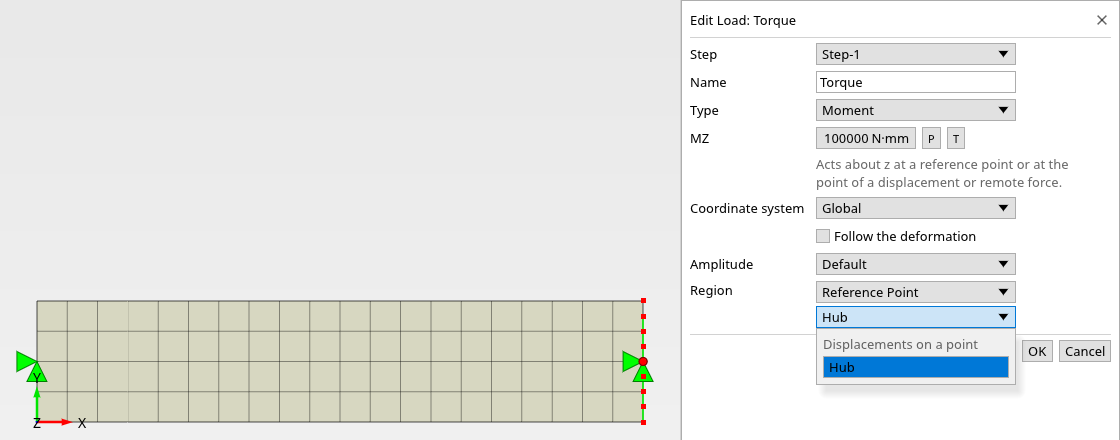 Edit Load: Torque
Step
Step-1
Name
Torque
Type
Moment
MZ
100000 N·mm
P
T
Acts about z at a reference point or at the
point of a displacement or remote force.
Coordinate system
Global
Follow the deformation
Amplitude
Default
Region
Reference Point
Hub
Displacements on a point
Hub
OK
Cancel
Y
Z
X